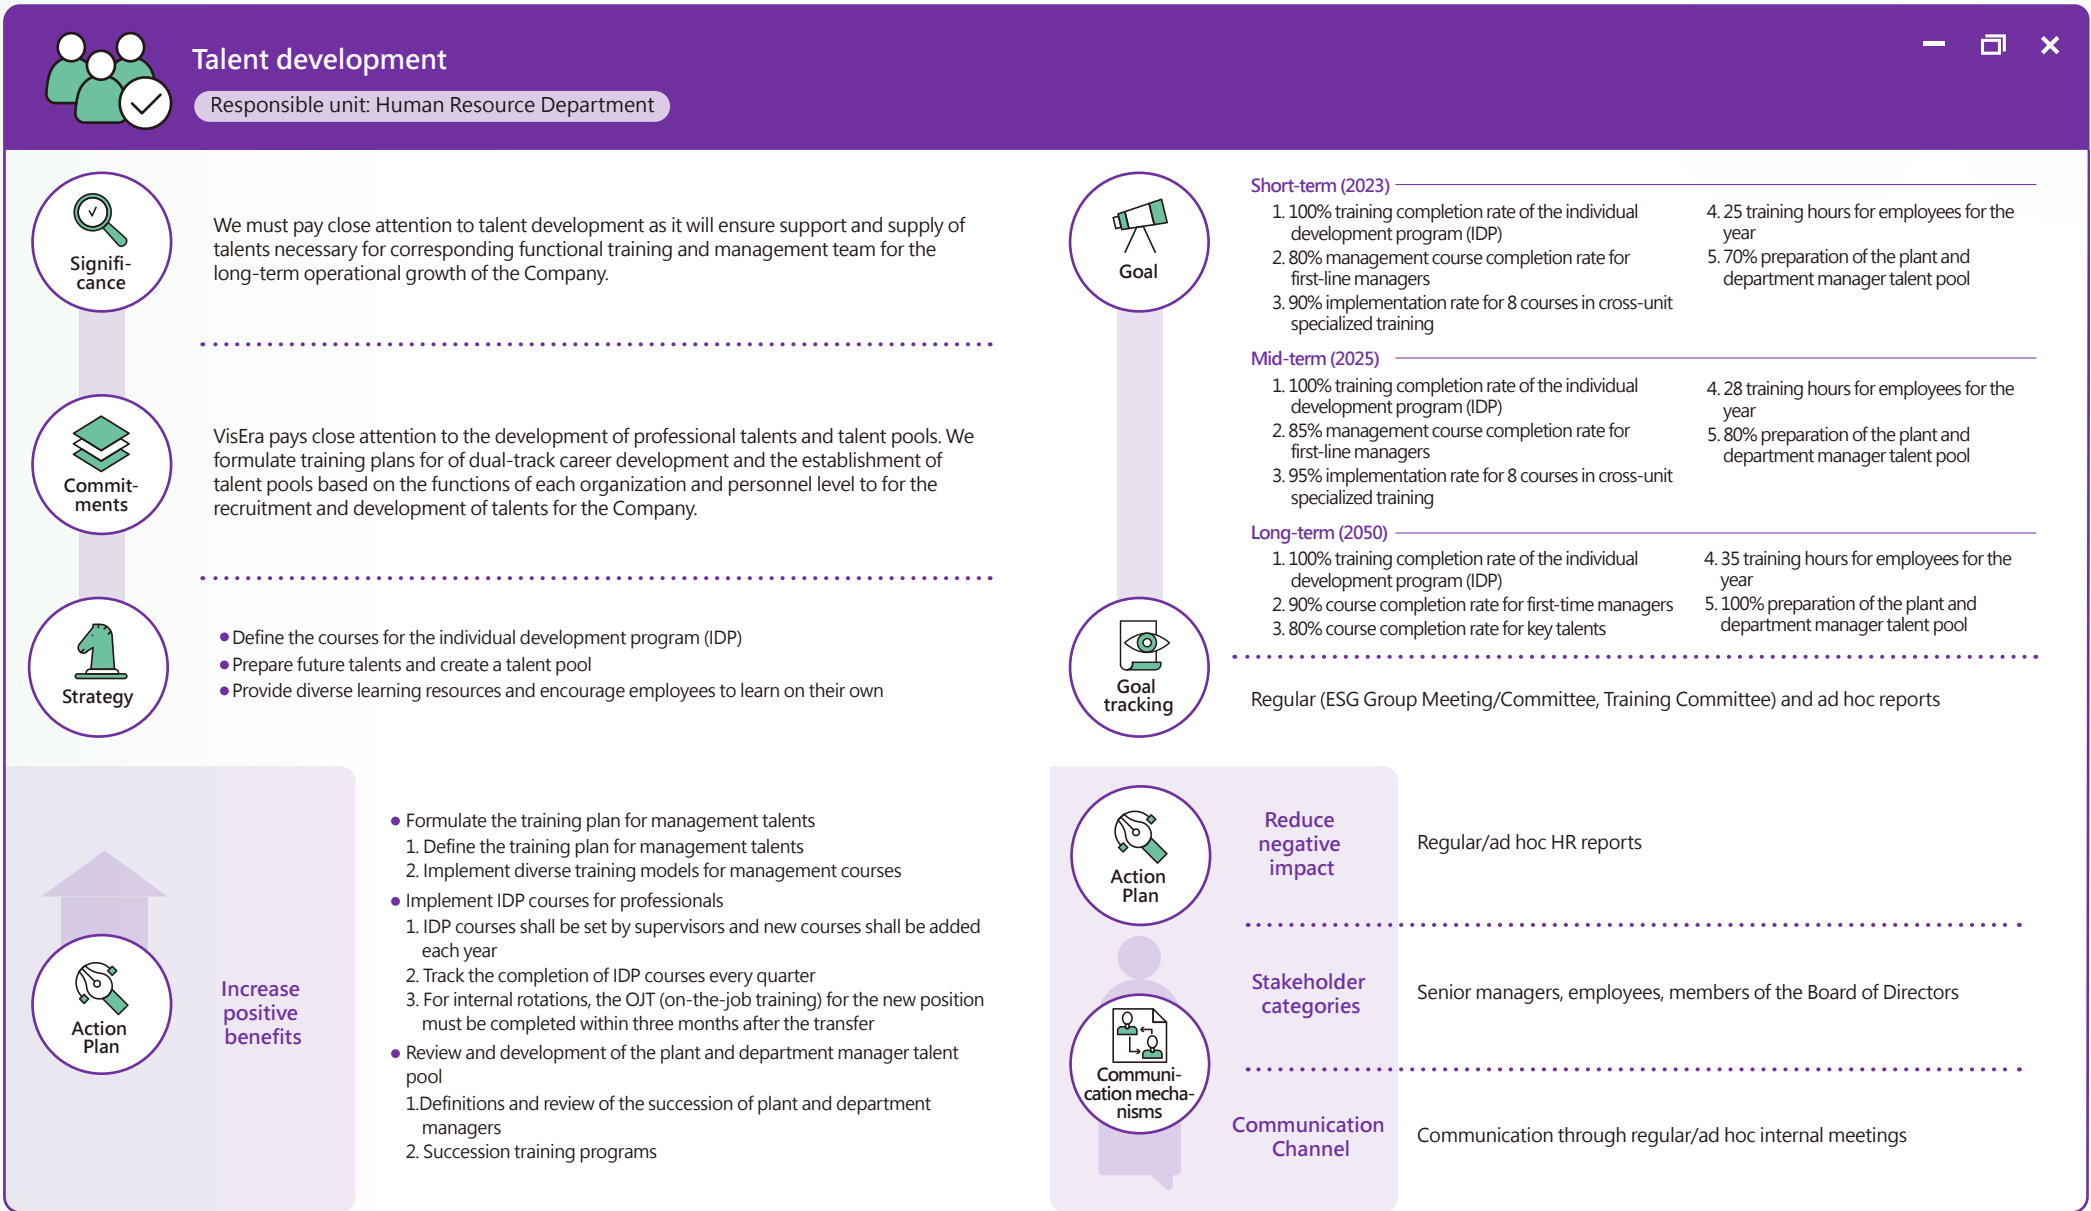 Talent development
Responsible unit: Human Resource Department
Signifi-
cance
We must pay close attention to talent development as it will ensure support and supply of
talents necessary for corresponding functional training and management team for the
long-term operational growth of the Company.
Commit-
ments
VisEra pays close attention to the development of professional talents and talent pools. We
formulate training plans for of dual-track career development and the establishment of
talent pools based on the functions of each organization and personnel level to for the
recruitment and development of talents for the Company.
Strategy
● Define the courses for the individual development program (IDP)
● Prepare future talents and create a talent pool
● Provide diverse learning resources and encourage employees to learn on their own
Goal
Short-term (2023)
1. 100% training completion rate of the individual
development program (IDP)
2. 80% management course completion rate for
first-line managers
3. 90% implementation rate for 8 courses in cross-unit
specialized training
4. 25 training hours for employees for the
year
5. 70% preparation of the plant and
department manager talent pool
Mid-term (2025)
1. 100% training completion rate of the individual
development program (IDP)
2. 85% management course completion rate for
first-line managers
3. 95% implementation rate for 8 courses in cross-unit
specialized training
4. 28 training hours for employees for the
year
5. 80% preparation of the plant and
department manager talent pool
Long-term (2050)
1. 100% training completion rate of the individual
development program (IDP)
2. 90% course completion rate for first-time managers
3. 80% course completion rate for key talents
4. 35 training hours for employees for the
year
5. 100% preparation of the plant and
department manager talent pool
Goal
tracking
Regular (ESG Group Meeting/Committee, Training Committee) and ad hoc reports
Action
Plan
Increase
positive
benefits
● Formulate the training plan for management talents
1. Define the training plan for management talents
2. Implement diverse training models for management courses
● Implement IDP courses for professionals
1. IDP courses shall be set by supervisors and new courses shall be added
each year
2. Track the completion of IDP courses every quarter
3. For internal rotations, the OJT (on-the-job training) for the new position
must be completed within three months after the transfer
● Review and development of the plant and department manager talent
pool
1.Definitions and review of the succession of plant and department
managers
2. Succession training programs
Action
Plan
Reduce
negative
impact
Regular/ad hoc HR reports
Communi-
cation mecha-
nisms
Stakeholder
categories
Senior managers, employees, members of the Board of Directors
Communication
Channel
Communication through regular/ad hoc internal meetings